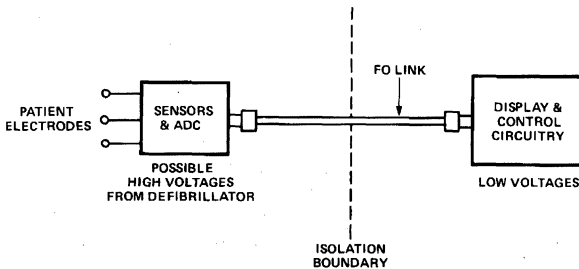 PATIENT
ELECTRODES
SENSORS
& ADC
POSSIBLE
HIGH VOLTAGES
FROM DEFIBRILLATOR
FO LINK
ISOLATION
BOUNDARY
DISPLAY &
CONTROL
CIRCUITRY
LOW VOLTAGES